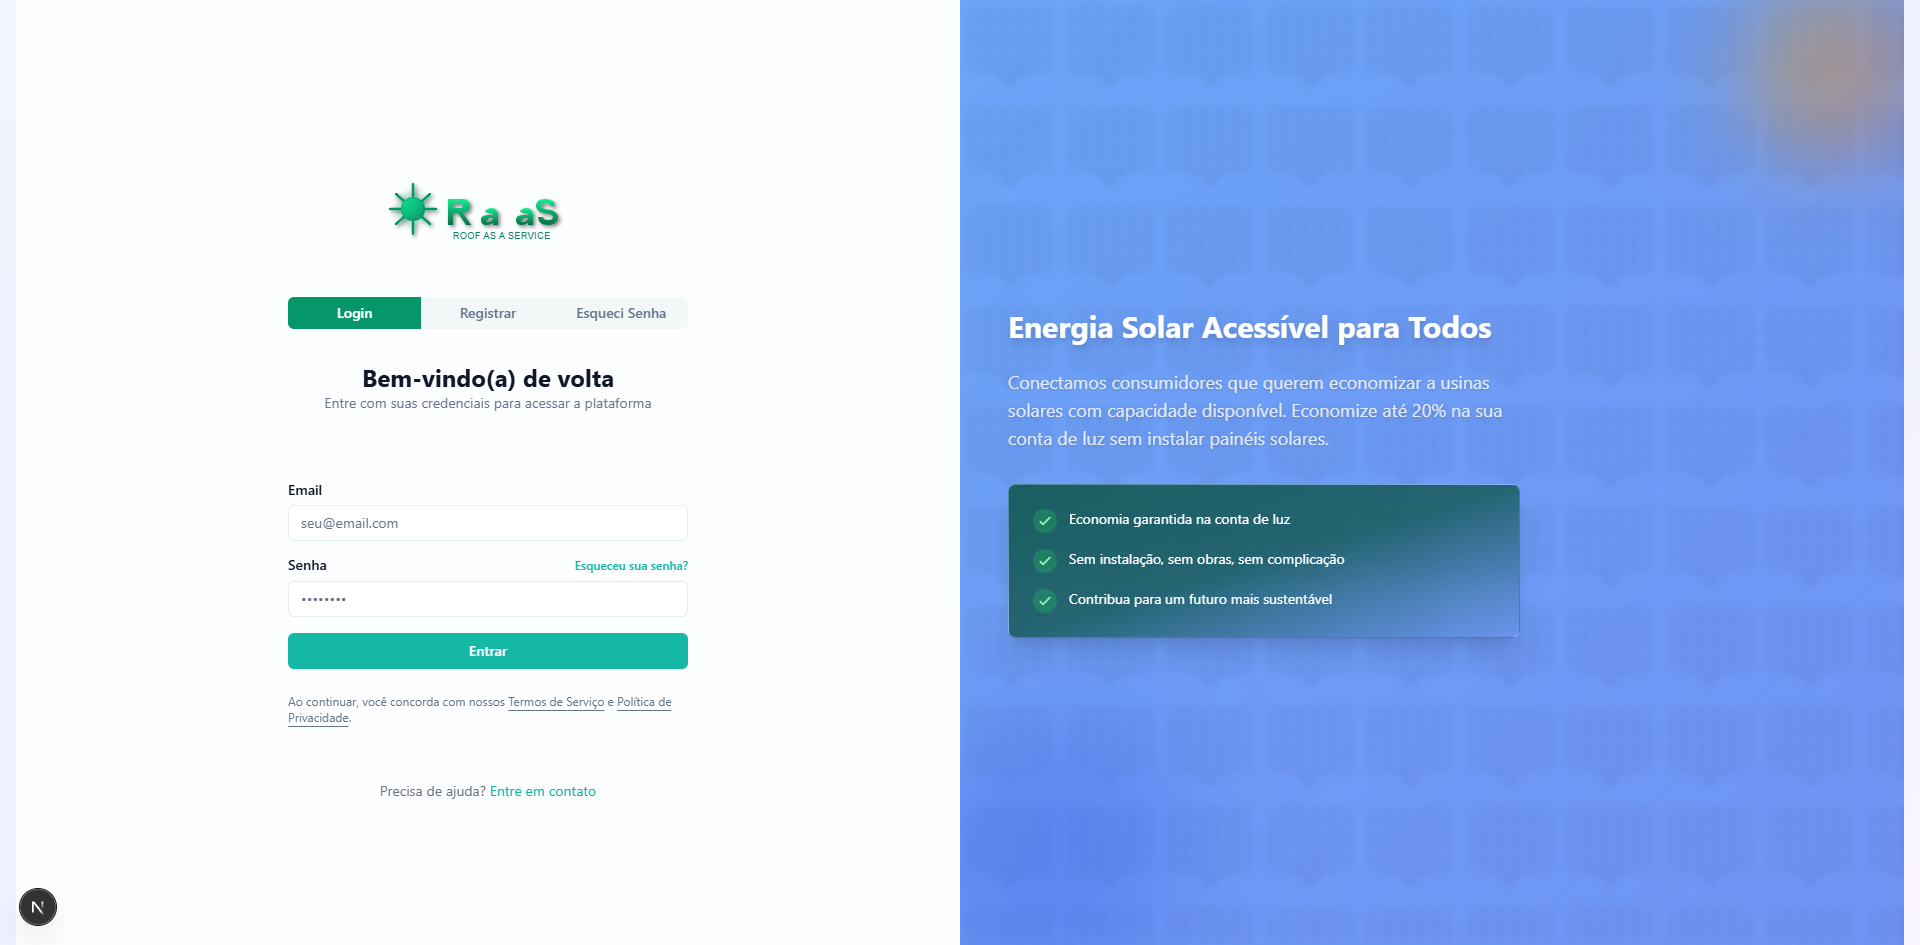 R a aS
ROOF AS A SERVICE
Login
Registrar
Esqueci Senha
Bem-vindo(a) de volta
Entre com suas credenciais para acessar a plataforma
Email
seu@email.com
Senha
Esqueceu sua senha?
••••••••
Entrar
Ao continuar, você concorda com nossos Termos de Serviço e Política de
Privacidade.
Precisa de ajuda? Entre em contato
N
Energia Solar Acessível para Todos
Conectamos consumidores que querem economizar a usinas
solares com capacidade disponível. Economize até 20% na sua
conta de luz sem instalar painéis solares.
Economia garantida na conta de luz
Sem instalação, sem obras, sem complicação
Contribua para um futuro mais sustentável